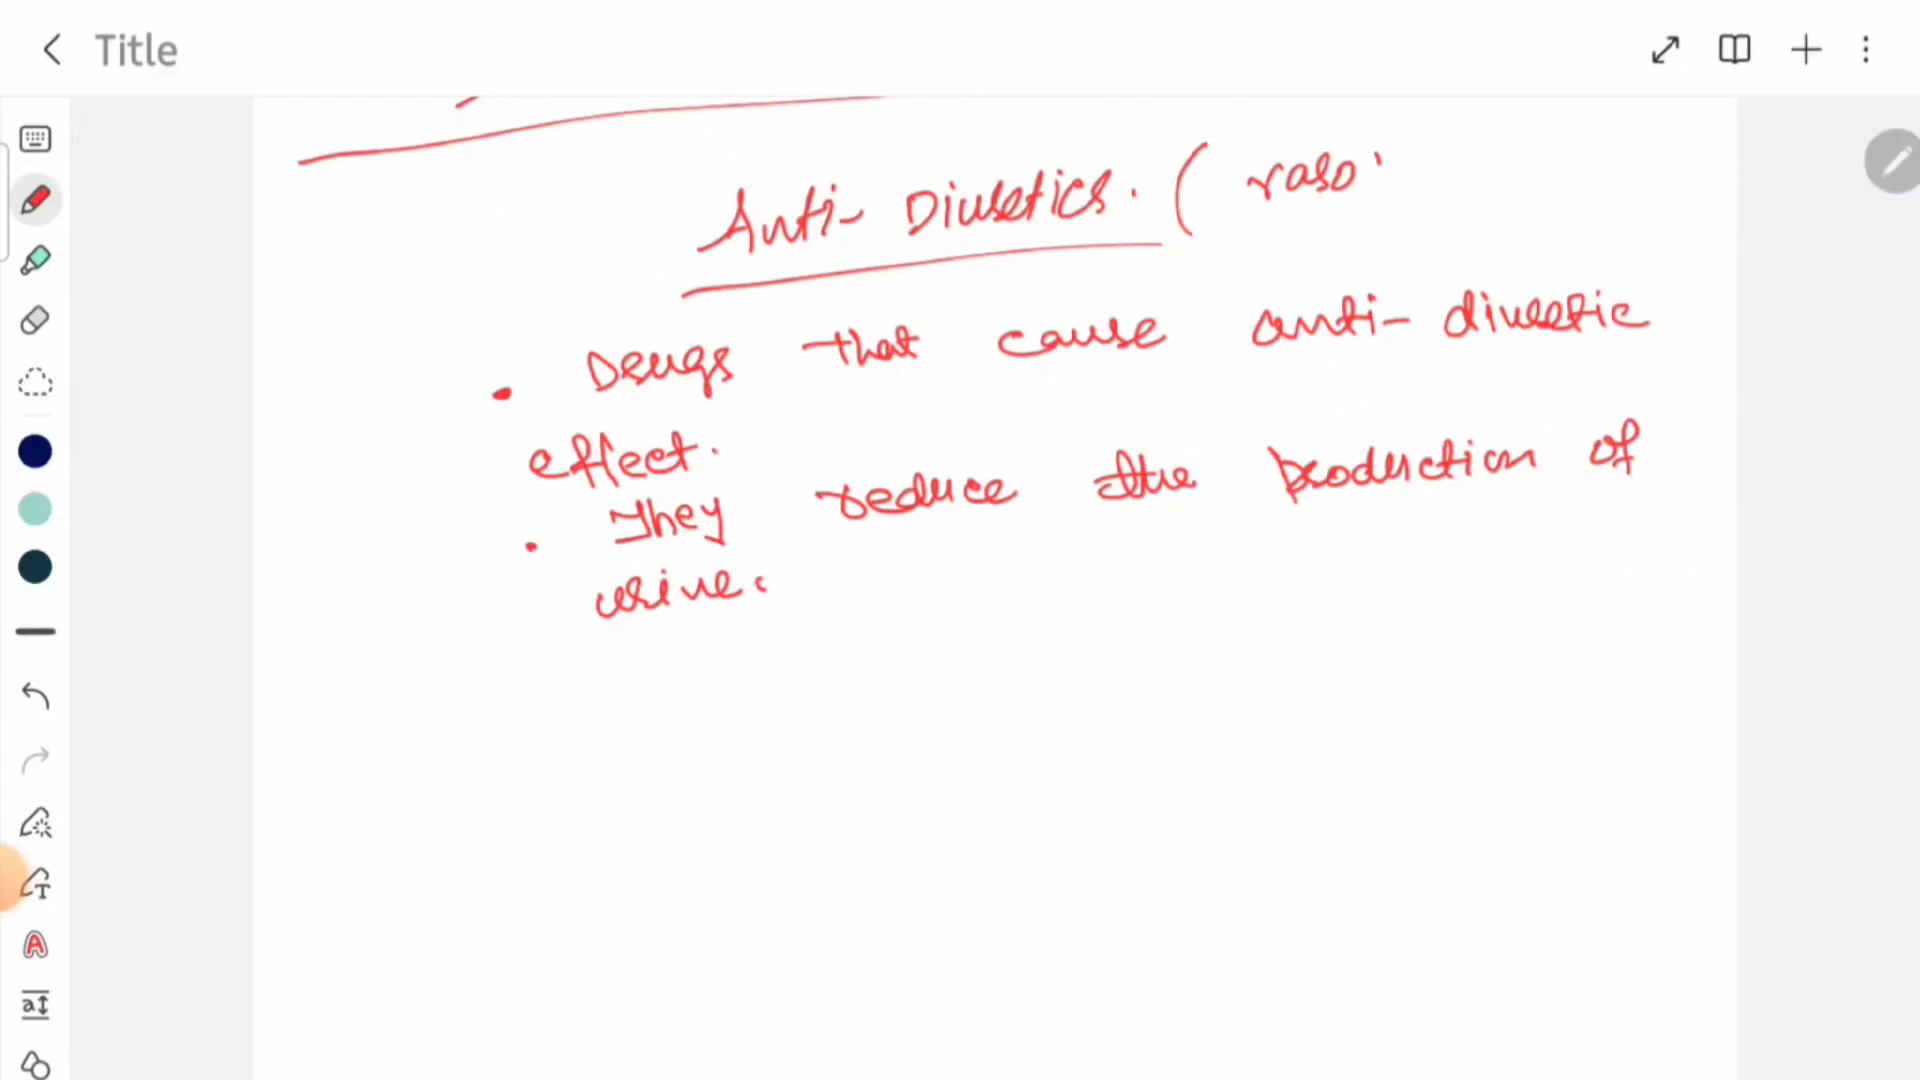 Title
Anti- Diuretics. ( vaso
• Drugs that cause anti-diuretic
effect.
• They reduce the production of
urine.